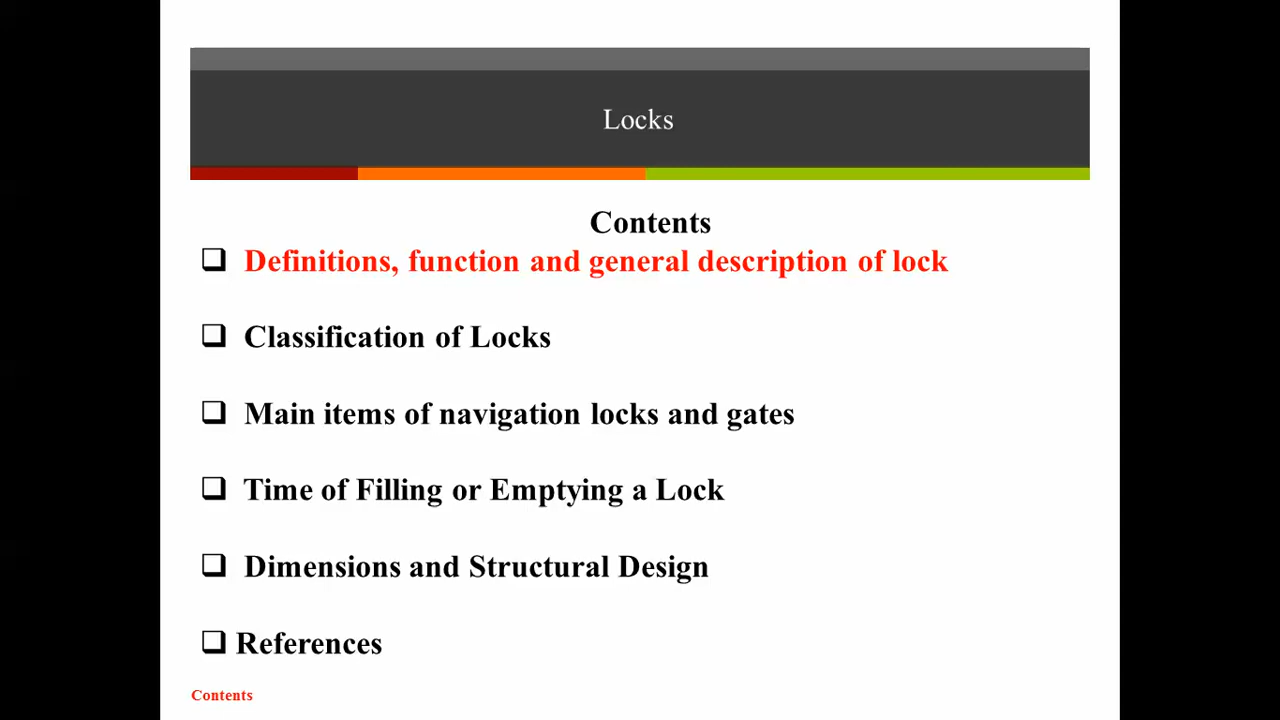 Locks
Contents
❑ Definitions, function and general description of lock
❑ Classification of Locks
❑ Main items of navigation locks and gates
❑ Time of Filling or Emptying a Lock
❑ Dimensions and Structural Design
❑ References
Contents